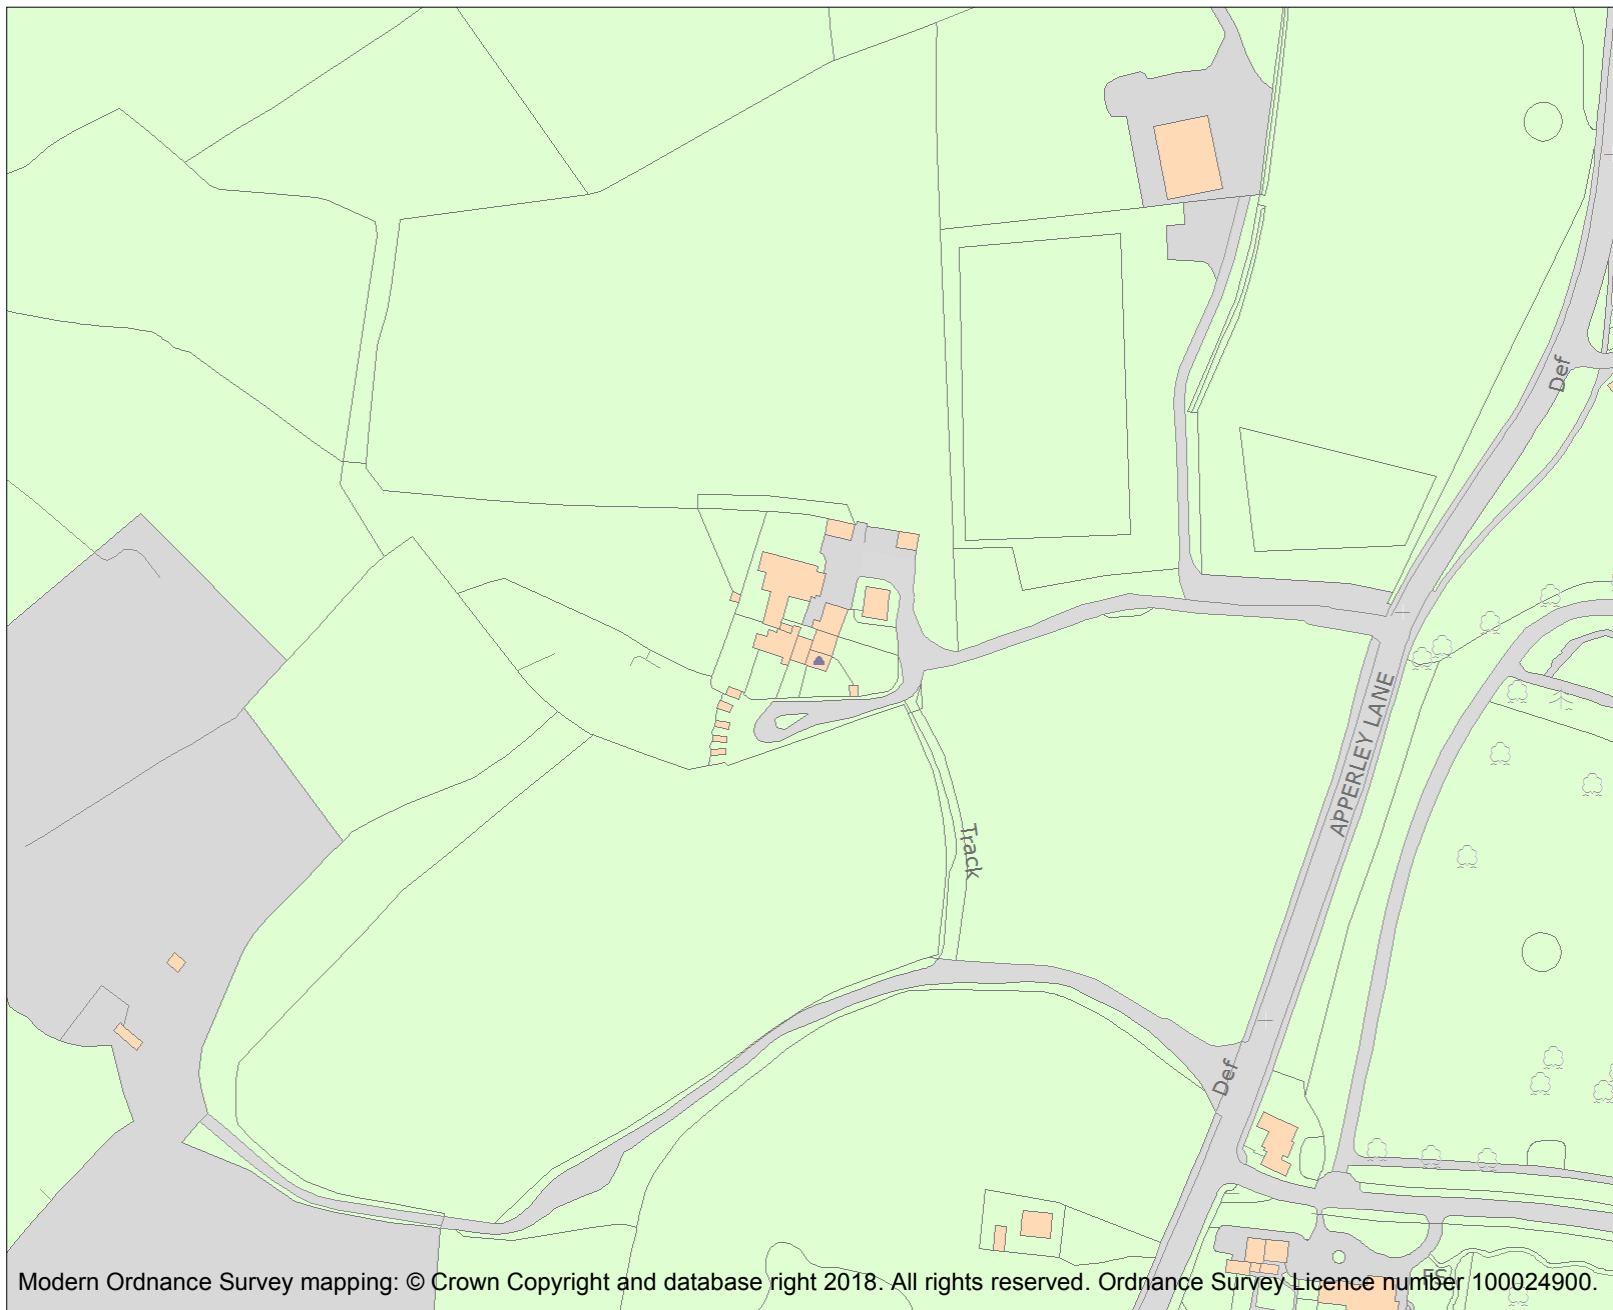 Def
APPERLEY LANE
Track
Def
ES
Modern Ordnance Survey mapping: © Crown Copyright and database right 2018. All rights reserved. Ordnance Survey Licence number 100024900.